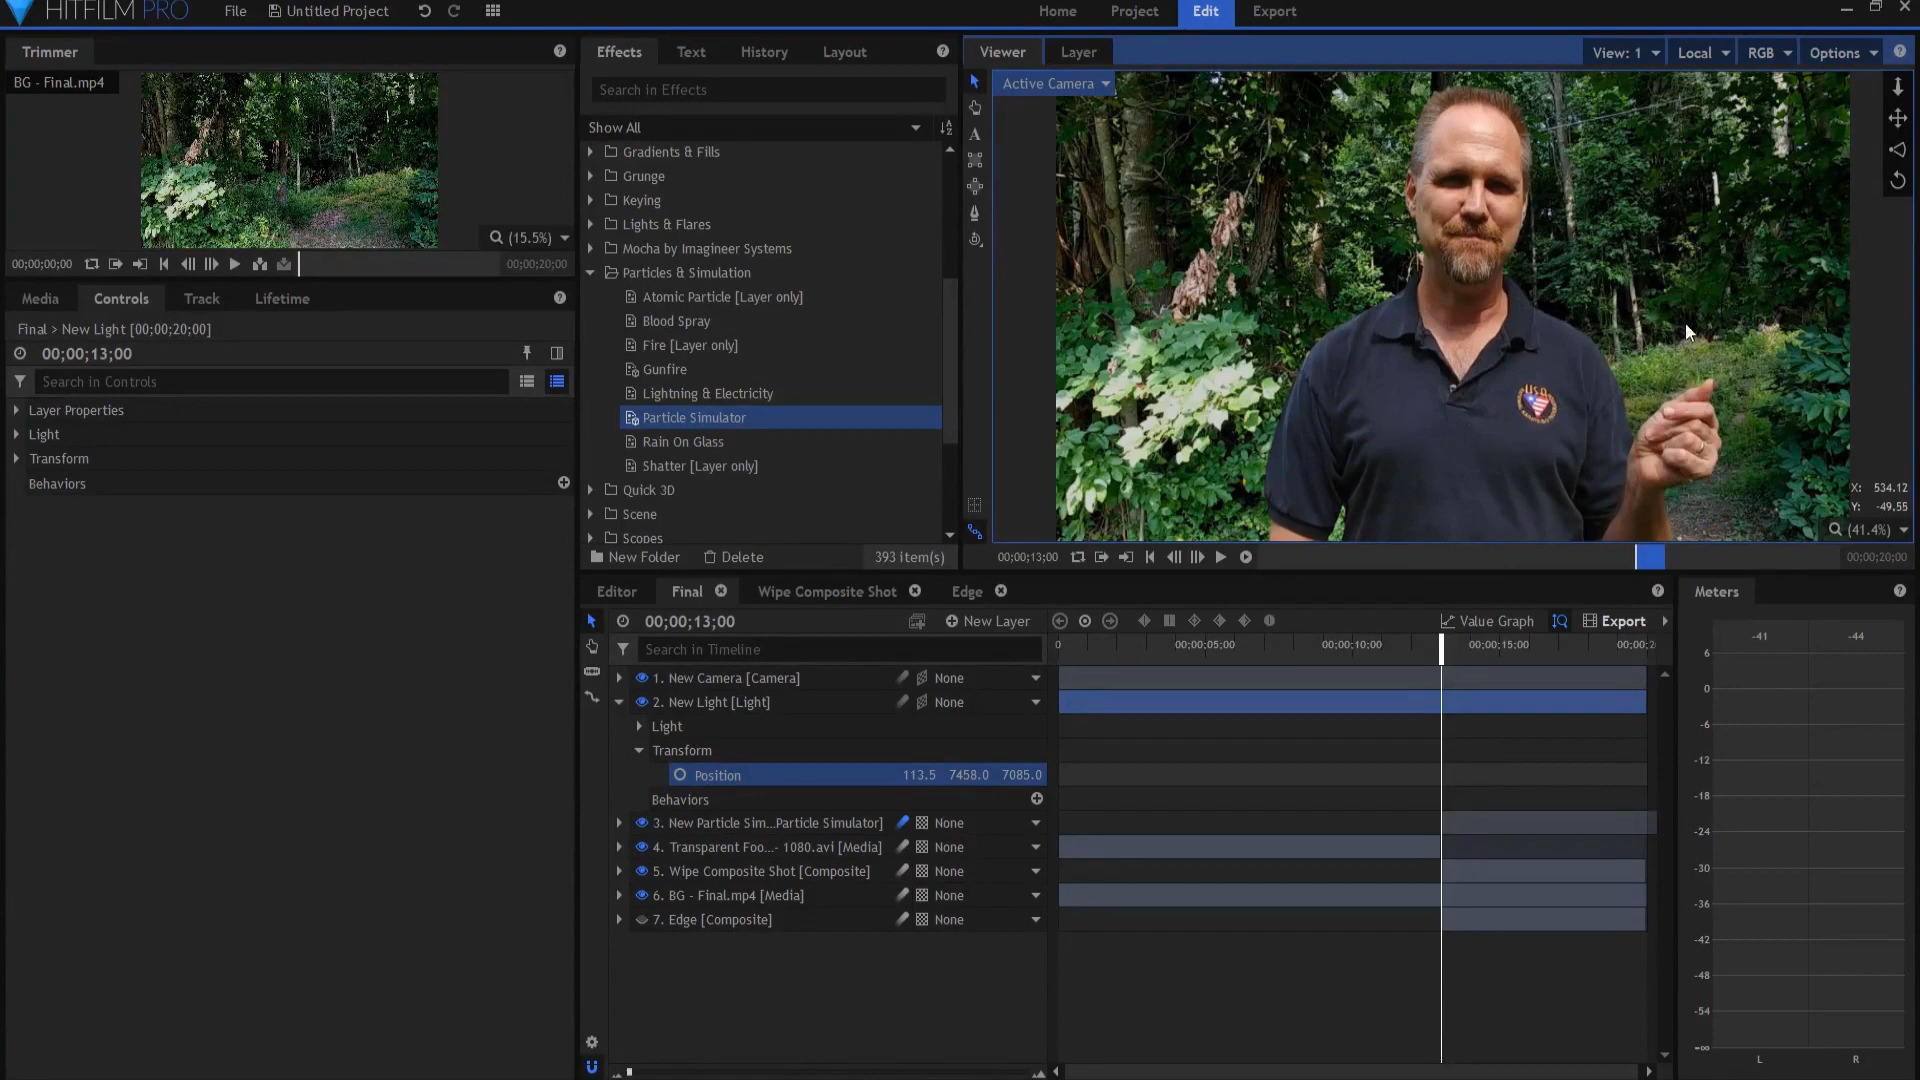 HITFILM PRO File Untitled Project Home Project Edit Export
Trimmer
BG - Final.mp4
(15.5%)
00;00;00;00 00;00;20;00
Media Controls Track Lifetime
Final > New Light [00;00;20;00]
00;00;13;00
Search in Controls
Layer Properties
Light
Transform
Behaviors
Effects Text History Layout
Search in Effects
Show All
Gradients & Fills
Grunge
Keying
Lights & Flares
Mocha by Imagineer Systems
Particles & Simulation
Atomic Particle [Layer only]
Blood Spray
Fire [Layer only]
Gunfire
Lightning & Electricity
Particle Simulator
Rain On Glass
Shatter [Layer only]
Quick 3D
Scene
Scopes
New Folder Delete 393 item(s)
Viewer Layer View: 1 Local RGB Options
Active Camera
USA
X: 534.12
Y: -49.55
(41.4%)
00;00;13;00 00;00;20;00
Editor Final Wipe Composite Shot Edge
00;00;13;00 New Layer Value Graph Export
Search in Timeline
0 00;00;05;00 00;00;10;00 00;00;15;00 00;00;2
1. New Camera [Camera] None
2. New Light [Light] None
Light
Transform
Position 113.5 7458.0 7085.0
Behaviors
3. New Particle Sim...Particle Simulator] None
4. Transparent Foo...- 1080.avi [Media] None
5. Wipe Composite Shot [Composite] None
6. BG - Final.mp4 [Media] None
7. Edge [Composite] None
Meters
-41 -44
6
0
-6
-12
-18
-24
-30
-36
-42
-48
-54
-∞
L R